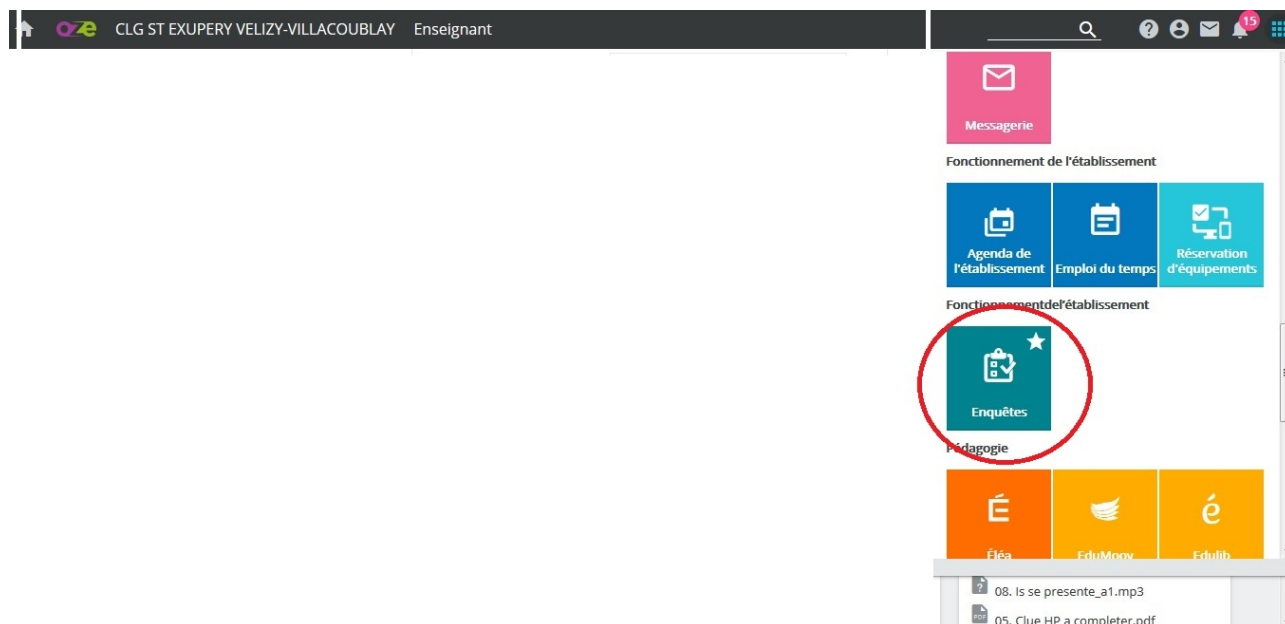 oze CLG ST EXUPERY VELIZY-VILLACOUBLAY Enseignant
15
Messagerie
Fonctionnement de l'établissement
Agenda de
l'établissement
Emploi du temps
Réservation
d'équipements
Fonctionnementdel'établissement
Enquêtes
Pédagogie
É
é
Éléa
EduMoov
Edulib
?
08. Is se presente_a1.mp3
PDF
05. Clue HP a completer.pdf